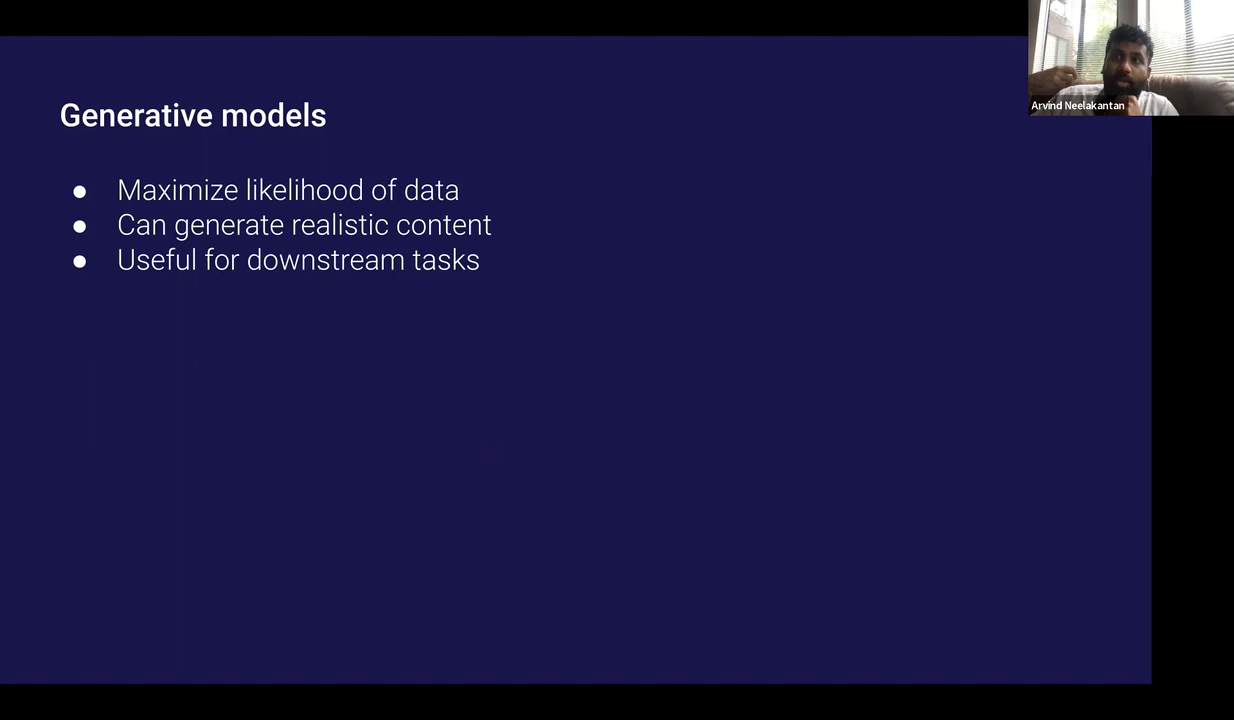 Generative models
● Maximize likelihood of data
● Can generate realistic content
● Useful for downstream tasks
Arvind Neelakantan